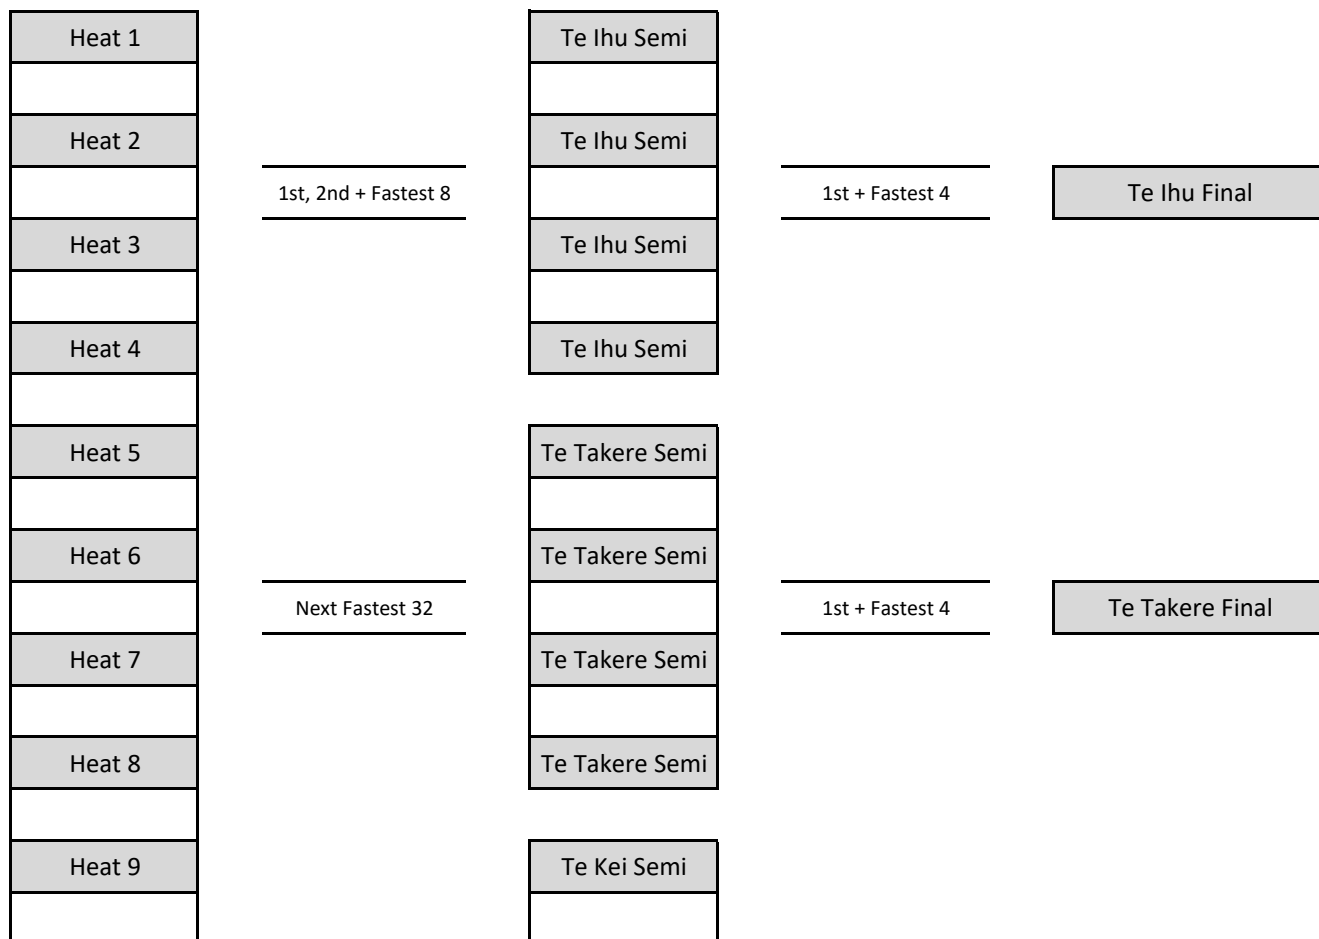 Heat 1
Te Ihu Semi
Heat 2
Te Ihu Semi
1st, 2nd + Fastest 8
1st + Fastest 4
Te Ihu Final
Heat 3
Te Ihu Semi
Heat 4
Te Ihu Semi
Heat 5
Te Takere Semi
Heat 6
Te Takere Semi
Next Fastest 32
1st + Fastest 4
Te Takere Final
Heat 7
Te Takere Semi
Heat 8
Te Takere Semi
Heat 9
Te Kei Semi